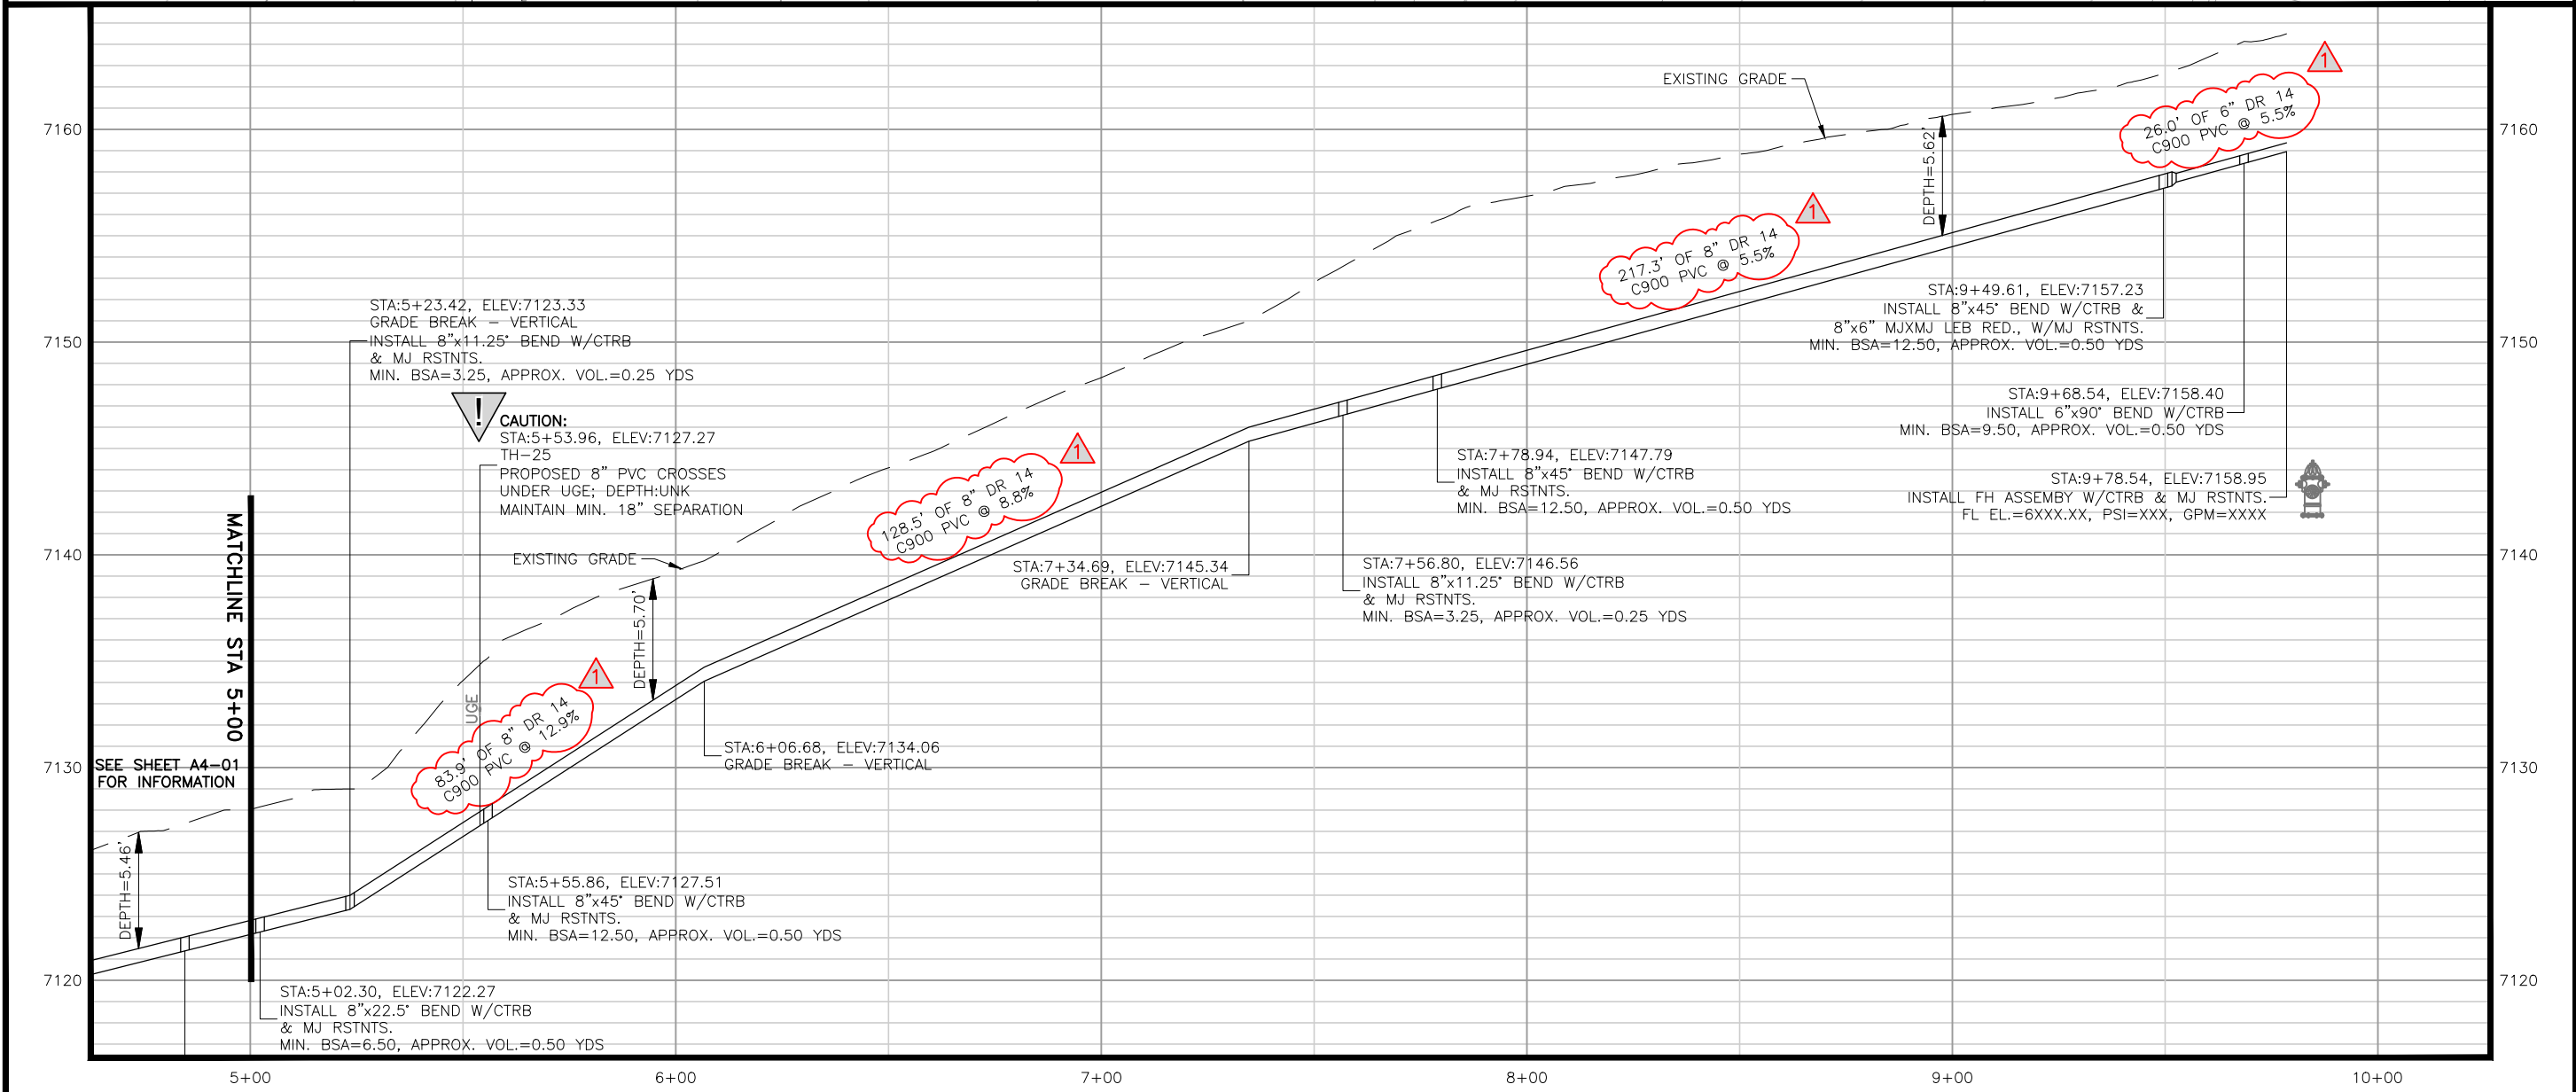 7160
7150
7140
7130
7120
7160
7150
7140
7130
7120
5+00
6+00
7+00
8+00
9+00
10+00
MATCHLINE STA 5+00
SEE SHEET A4-01
FOR INFORMATION
DEPTH=5.46'
STA:5+02.30, ELEV:7122.27
INSTALL 8"x22.5° BEND W/CTRB
& MJ RSTNTS.
MIN. BSA=6.50, APPROX. VOL.=0.50 YDS
STA:5+23.42, ELEV:7123.33
GRADE BREAK - VERTICAL
INSTALL 8"x11.25° BEND W/CTRB
& MJ RSTNTS.
MIN. BSA=3.25, APPROX. VOL.=0.25 YDS
!
CAUTION:
STA:5+53.96, ELEV:7127.27
TH-25
PROPOSED 8" PVC CROSSES
UNDER UGE; DEPTH:UNK
MAINTAIN MIN. 18" SEPARATION
EXISTING GRADE
UGE
83.9' OF 8" DR 14
C900 PVC @ 12.9%
1
DEPTH=5.70'
STA:5+55.86, ELEV:7127.51
INSTALL 8"x45° BEND W/CTRB
& MJ RSTNTS.
MIN. BSA=12.50, APPROX. VOL.=0.50 YDS
STA:6+06.68, ELEV:7134.06
GRADE BREAK - VERTICAL
128.5' OF 8" DR 14
C900 PVC @ 8.8%
1
STA:7+34.69, ELEV:7145.34
GRADE BREAK - VERTICAL
STA:7+56.80, ELEV:7146.56
INSTALL 8"x11.25° BEND W/CTRB
& MJ RSTNTS.
MIN. BSA=3.25, APPROX. VOL.=0.25 YDS
STA:7+78.94, ELEV:7147.79
INSTALL 8"x45° BEND W/CTRB
& MJ RSTNTS.
MIN. BSA=12.50, APPROX. VOL.=0.50 YDS
217.3' OF 8" DR 14
C900 PVC @ 5.5%
1
EXISTING GRADE
DEPTH=5.62'
26.0' OF 6" DR 14
C900 PVC @ 5.5%
1
STA:9+49.61, ELEV:7157.23
INSTALL 8"x45° BEND W/CTRB &
8"x6" MJXMJ LEB RED., W/MJ RSTNTS.
MIN. BSA=12.50, APPROX. VOL.=0.50 YDS
STA:9+68.54, ELEV:7158.40
INSTALL 6"x90° BEND W/CTRB
MIN. BSA=9.50, APPROX. VOL.=0.50 YDS
STA:9+78.54, ELEV:7158.95
INSTALL FH ASSEMBY W/CTRB & MJ RSTNTS.
FL EL.=6XXX.XX, PSI=XXX, GPM=XXXX